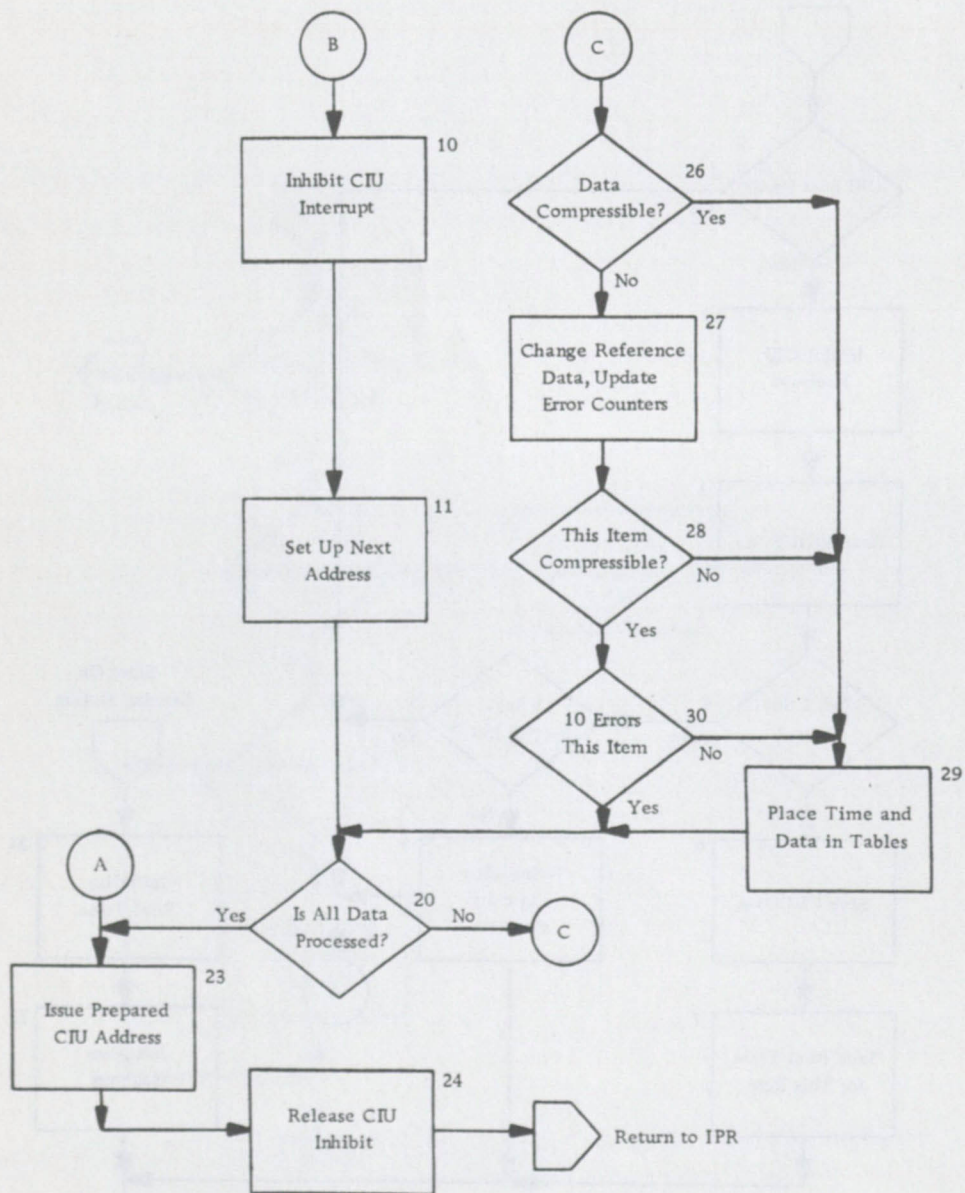 B
C
10
Inhibit CIU
Interrupt
Data
Compressible?
26
Yes
No
27
Change Reference
Data, Update
Error Counters
11
Set Up Next
Address
This Item
Compressible?
28
No
Yes
10 Errors
This Item
30
No
Yes
29
Place Time and
Data in Tables
A
Is All Data
Processed?
20
Yes
No
C
23
Issue Prepared
CIU Address
24
Release CIU
Inhibit
Return to IPR